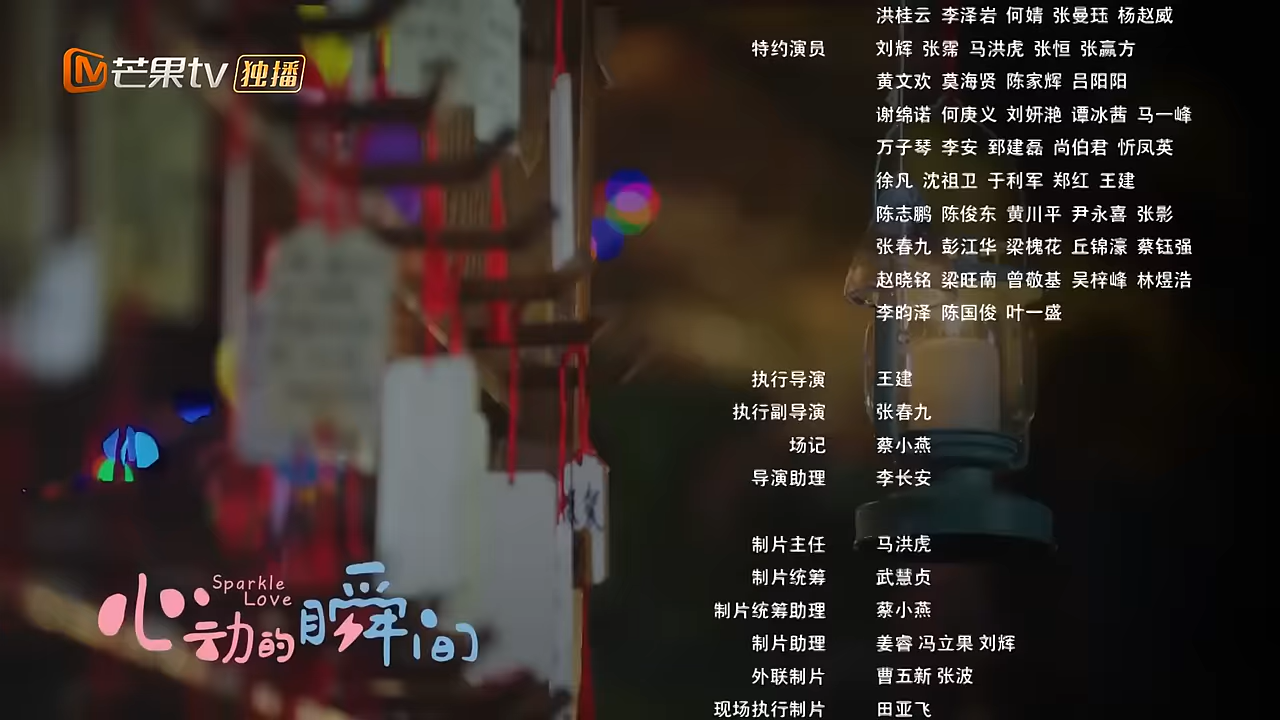 芒果tv 独播
洪桂云 李泽岩 何婧 张曼珏 杨赵威
特约演员 刘辉 张霈 马洪虎 张恒 张赢方
黄文欢 莫海贤 陈家辉 吕阳阳
谢绵诺 何庚义 刘妍滟 谭冰茜 马一峰
万子琴 李安 郅建磊 尚伯君 忻凤英
徐凡 沈祖卫 于利军 郑红 王建
陈志鹏 陈俊东 黄川平 尹永喜 张影
张春九 彭江华 梁槐花 丘锦濠 蔡钰强
赵晓铭 梁旺南 曾敬基 吴梓峰 林煜浩
李昀泽 陈国俊 叶一盛
执行导演 王建
执行副导演 张春九
场记 蔡小燕
导演助理 李长安
制片主任 马洪虎
制片统筹 武慧贞
制片统筹助理 蔡小燕
制片助理 姜睿 冯立果 刘辉
外联制片 曹五新 张波
现场执行制片 田亚飞
Sparkle
Love
心动的瞬间